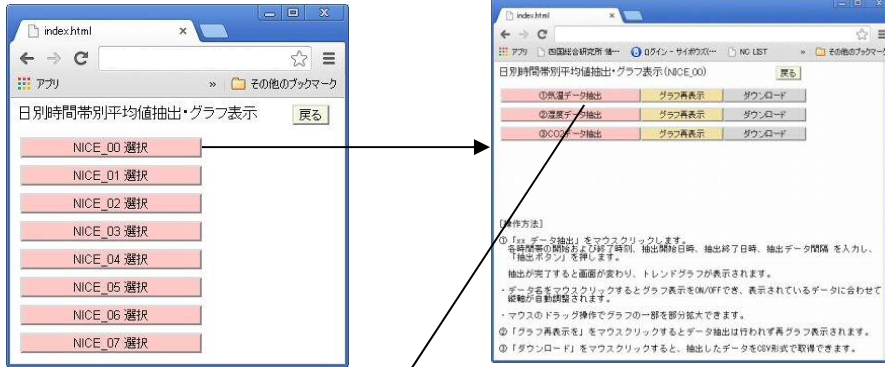 index.html
アプリ
»
その他のブックマーク
日別時間帯別平均値抽出・グラフ表示
戻る
NICE_00 選択
NICE_01 選択
NICE_02 選択
NICE_03 選択
NICE_04 選択
NICE_05 選択
NICE_06 選択
NICE_07 選択
index.html
アプリ
四国総合研究所
ログイン - サイボウズ(…
NC LIST
»
その他のブックマーク
日別時間帯別平均値抽出・グラフ表示(NICE_00)
戻る
①気温データ抽出
グラフ再表示
ダウンロード
②湿度データ抽出
グラフ再表示
ダウンロード
③CO2データ抽出
グラフ再表示
ダウンロード
[操作方法]
①「xx データ抽出」をマウスクリックします。
各時間帯の開始および終了時刻、抽出開始日時、抽出終了日時、抽出データ間隔 を入力し、
「抽出ボタン」を押します。
抽出が完了すると画面が変わり、トレンドグラフが表示されます。
・データ名をマウスクリックするとグラフ表示をON/OFFでき、表示されているデータに合わせて
縦軸が自動調整されます。
・マウスのドラッグ操作でグラフの一部を部分拡大できます。
②「グラフ再表示を」をマウスクリックするとデータ抽出は行われず再グラフ表示されます。
③「ダウンロード」をマウスクリックすると、抽出したデータをCSV形式で取得できます。